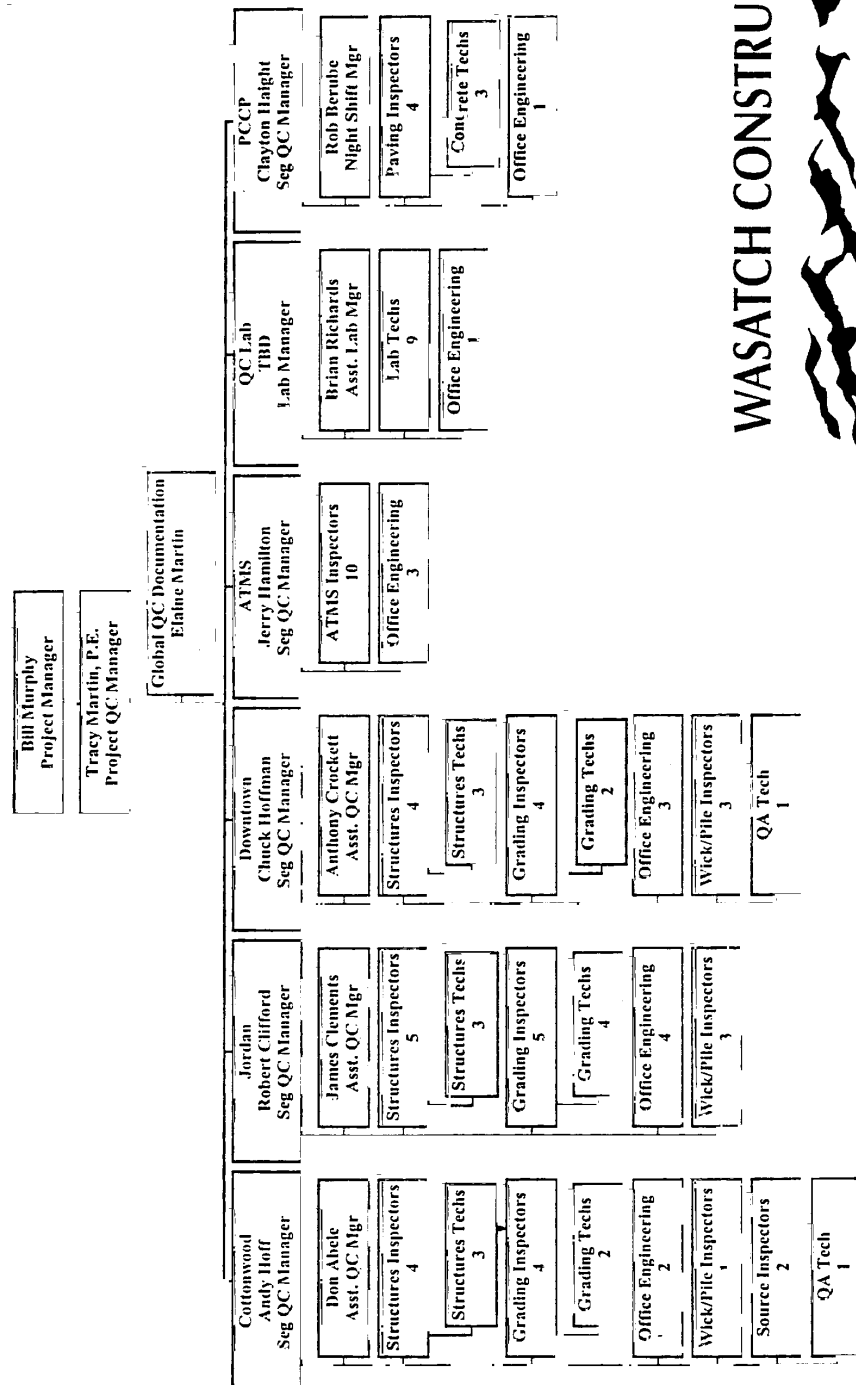 Bill Murphy
Project Manager
Tracy Martin, P.E.
Project QC Manager
Global QC Documentation
Elaine Martin
Cottonwood
Andy Hoff
Seg QC Manager
Don Abele
Asst. QC Mgr
Structures Inspectors
4
Structures Techs
3
Grading Inspectors
4
Grading Techs
2
Office Engineering
2
Wick/Pile Inspectors
1
Source Inspectors
2
QA Tech
1
Jordan
Robert Clifford
Seg QC Manager
James Clements
Asst. QC Mgr
Structures Inspectors
5
Structures Techs
3
Grading Inspectors
5
Grading Techs
4
Office Engineering
4
Wick/Pile Inspectors
3
Downtown
Chuck Hoffman
Seg QC Manager
Anthony Crockett
Asst. QC Mgr
Structures Inspectors
4
Structures Techs
3
Grading Inspectors
4
Grading Techs
2
Office Engineering
3
Wick/Pile Inspectors
3
QA Tech
1
ATMS
Jerry Hamilton
Seg QC Manager
ATMS Inspectors
10
Office Engineering
3
QC Lab
TBD
Lab Manager
Brian Richards
Asst. Lab Mgr
Lab Techs
9
Office Engineering
1
PCCP
Clayton Haight
Seg QC Manager
Rob Berube
Night Shift Mgr
Paving Inspectors
4
Concrete Techs
3
Office Engineering
1
WASATCH CONSTRU